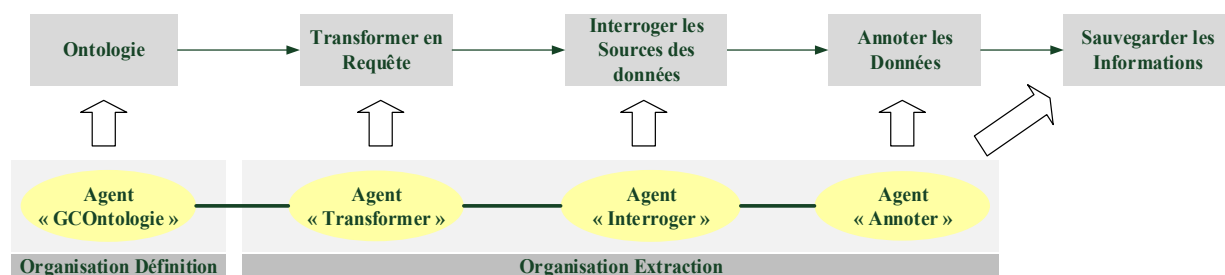 Ontologie
Transformer en
Requête
Interroger les
Sources des
données
Annoter les
Données
Sauvegarder les
Informations
Agent
« GCOntologie »
Agent
« Transformer »
Agent
« Interroger »
Agent
« Annoter »
Organisation Définition
Organisation Extraction